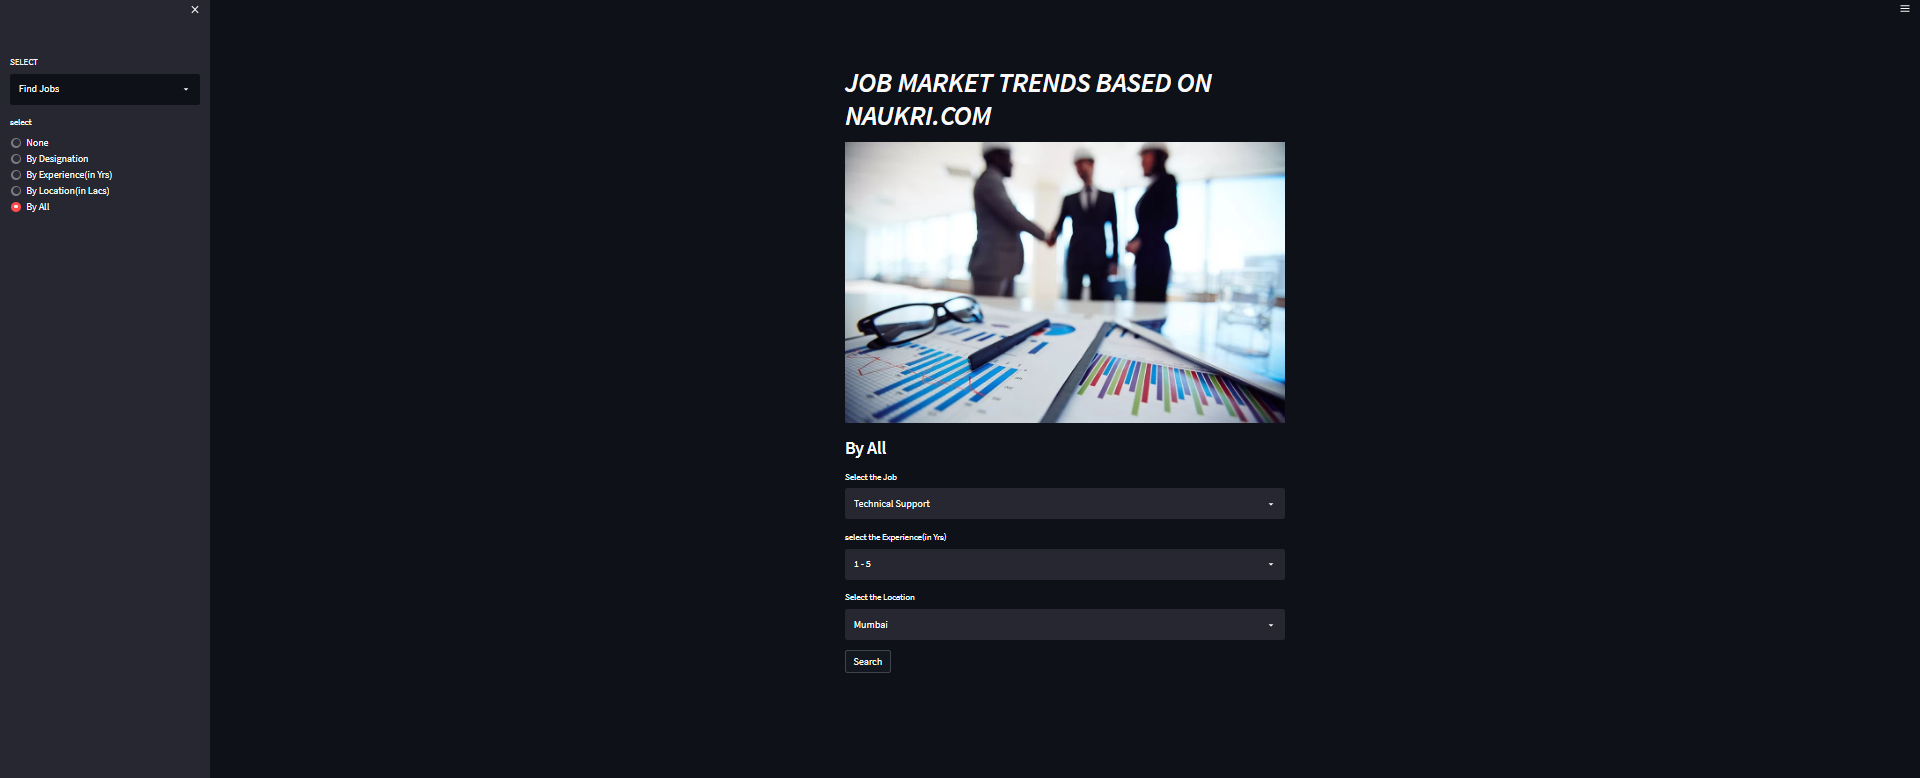 SELECT
Find Jobs
select
None
By Designation
By Experience(in Yrs)
By Location(in Lacs)
By All
JOB MARKET TRENDS BASED ON
NAUKRI.COM
By All
Select the Job
Technical Support
select the Experience(in Yrs)
1 - 5
Select the Location
Mumbai
Search